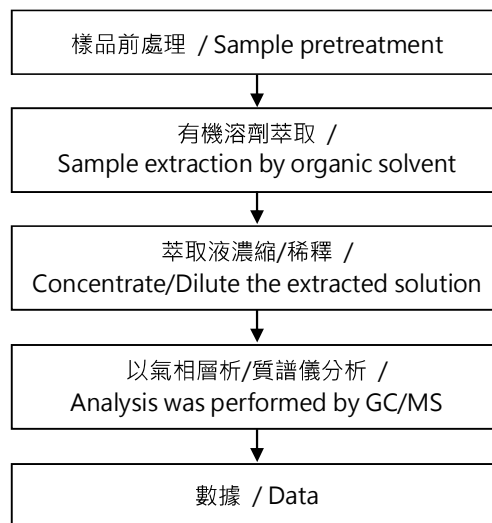 樣品前處理 / Sample pretreatment
有機溶劑萃取 /
Sample extraction by organic solvent
萃取液濃縮/稀釋 /
Concentrate/Dilute the extracted solution
以氣相層析/質譜儀分析 /
Analysis was performed by GC/MS
數據 / Data